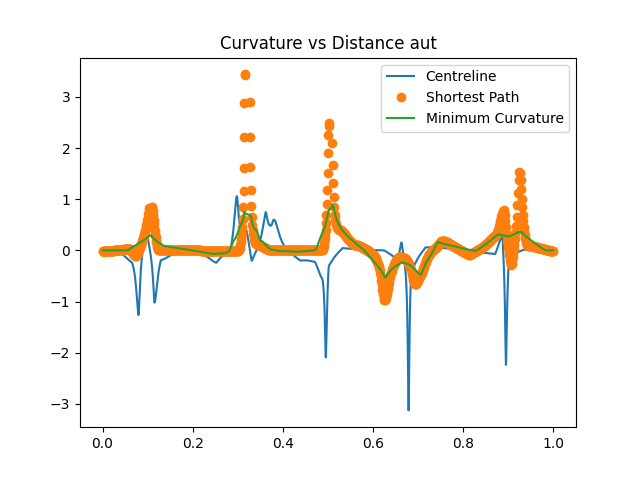 Curvature vs Distance aut
Centreline
Shortest Path
Minimum Curvature
3
2
1
0
−1
−2
−3
0.0 0.2 0.4 0.6 0.8 1.0